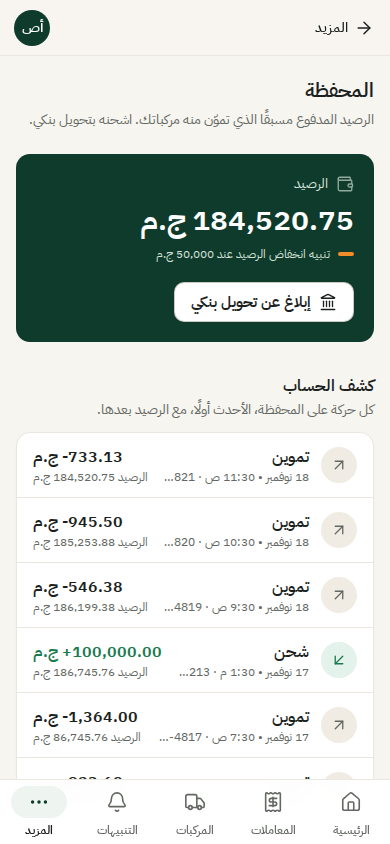 المزيد
أص
المحفظة
الرصيد المدفوع مسبقًا الذي تموّن منه مركباتك. اشحنه بتحويل بنكي.
الرصيد
184,520.75 ج.م
تنبيه انخفاض الرصيد عند 50,000 ج.م
إبلاغ عن تحويل بنكي
كشف الحساب
كل حركة على المحفظة، الأحدث أولًا، مع الرصيد بعدها.
تموين
-733.13 ج.م
18 نوفمبر • 11:30 ص · 821...
الرصيد 184,520.75 ج.م
تموين
-945.50 ج.م
18 نوفمبر • 10:30 ص · 820...
الرصيد 185,253.88 ج.م
تموين
-546.38 ج.م
18 نوفمبر • 9:30 ص · 4819...
الرصيد 186,199.38 ج.م
شحن
+100,000.00 ج.م
17 نوفمبر • 1:30 م · 213...
الرصيد 186,745.76 ج.م
تموين
-1,364.00 ج.م
17 نوفمبر • 7:30 ص · 4817-...
الرصيد 86,745.76 ج.م
الرئيسية
المعاملات
المركبات
التنبيهات
المزيد